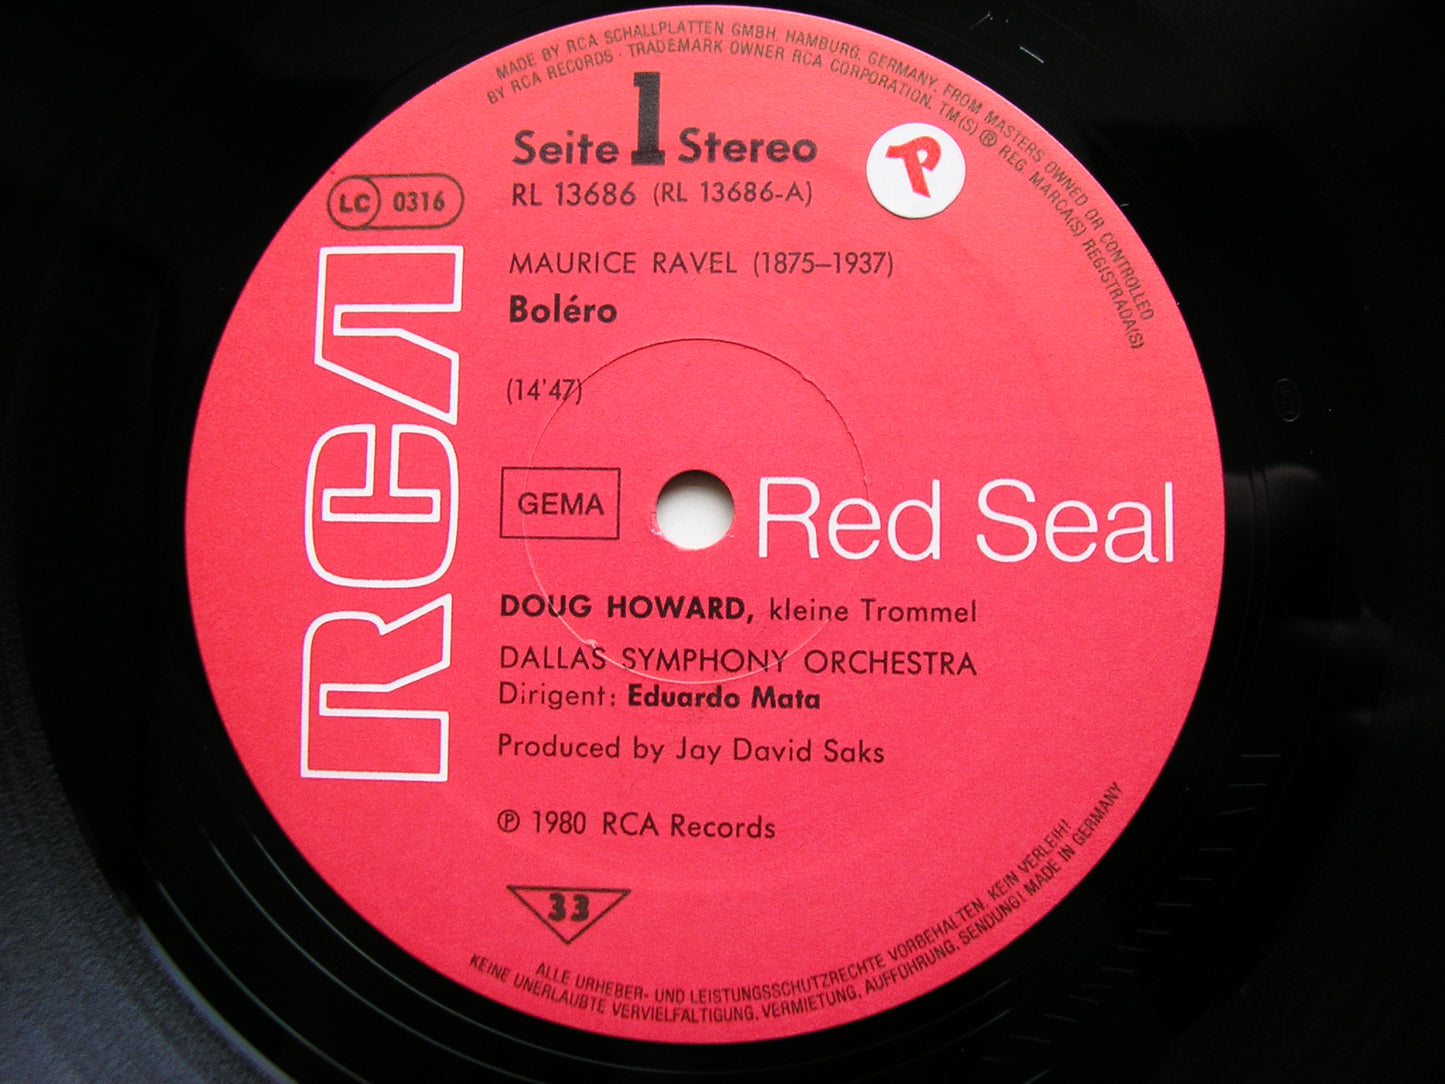 MADE BY RCA SCHALLPLATTEN GMBH. HAMBURG, GERMANY, FROM MASTERS OWNED OR CONTROLLED
BY RCA RECORDS · TRADEMARK OWNER RCA CORPORATION. TM(S) ® REG. MARCA(S) REGISTRADA(S)
Seite 1 Stereo
RL 13686 (RL 13686-A)
LC 0316
MAURICE RAVEL (1875–1937)
Boléro
(14'47)
RCA
GEMA
Red Seal
DOUG HOWARD, kleine Trommel
DALLAS SYMPHONY ORCHESTRA
Dirigent: Eduardo Mata
Produced by Jay David Saks
℗ 1980 RCA Records
33
ALLE URHEBER- UND LEISTUNGSSCHUTZRECHTE VORBEHALTEN. KEIN VERLEIH!
KEINE UNERLAUBTE VERVIELFÄLTIGUNG, VERMIETUNG, AUFFÜHRUNG, SENDUNG! MADE IN GERMANY